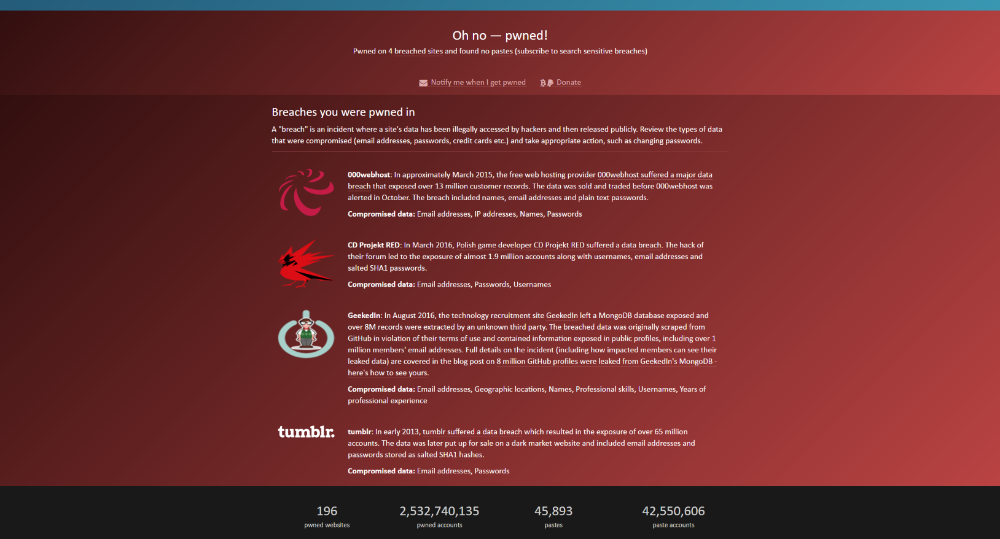 Oh no — pwned!
Pwned on 4 breached sites and found no pastes (subscribe to search sensitive breaches)
Notify me when I get pwned Donate
Breaches you were pwned in
A "breach" is an incident where a site's data has been illegally accessed by hackers and then released publicly. Review the types of data
that were compromised (email addresses, passwords, credit cards etc.) and take appropriate action, such as changing passwords.
000webhost: In approximately March 2015, the free web hosting provider 000webhost suffered a major data
breach that exposed over 13 million customer records. The data was sold and traded before 000webhost was
alerted in October. The breach included names, email addresses and plain text passwords.
Compromised data: Email addresses, IP addresses, Names, Passwords
CD Projekt RED: In March 2016, Polish game developer CD Projekt RED suffered a data breach. The hack of
their forum led to the exposure of almost 1.9 million accounts along with usernames, email addresses and
salted SHA1 passwords.
Compromised data: Email addresses, Passwords, Usernames
GeekedIn: In August 2016, the technology recruitment site GeekedIn left a MongoDB database exposed and
over 8M records were extracted by an unknown third party. The breached data was originally scraped from
GitHub in violation of their terms of use and contained information exposed in public profiles, including over 1
million members' email addresses. Full details on the incident (including how impacted members can see their
leaked data) are covered in the blog post on 8 million GitHub profiles were leaked from GeekedIn's MongoDB -
here's how to see yours.
Compromised data: Email addresses, Geographic locations, Names, Professional skills, Usernames, Years of
professional experience
tumblr.
tumblr: In early 2013, tumblr suffered a data breach which resulted in the exposure of over 65 million
accounts. The data was later put up for sale on a dark market website and included email addresses and
passwords stored as salted SHA1 hashes.
Compromised data: Email addresses, Passwords
196 2,532,740,135 45,893 42,550,606
pwned websites pwned accounts pastes paste accounts